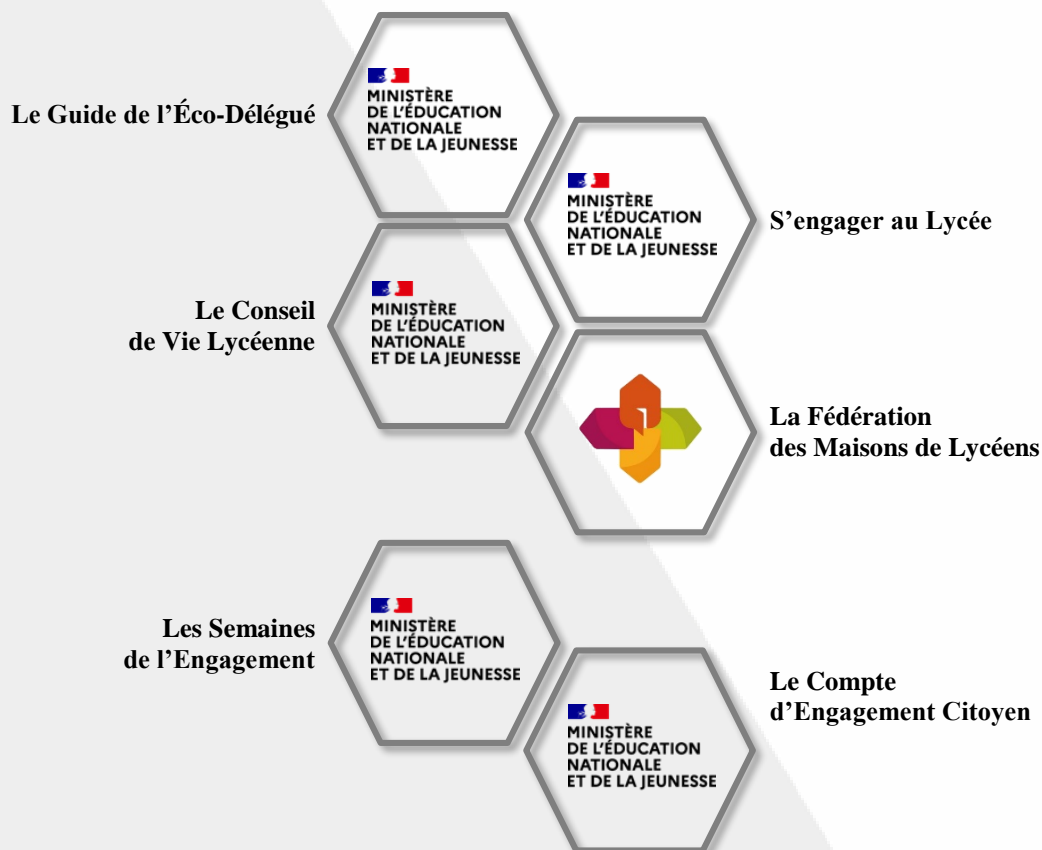 Le Guide de l’Éco-Délégué
MINISTÈRE
DE L’ÉDUCATION
NATIONALE
ET DE LA JEUNESSE
MINISTÈRE
DE L’ÉDUCATION
NATIONALE
ET DE LA JEUNESSE
S’engager au Lycée
Le Conseil
de Vie Lycéenne
MINISTÈRE
DE L’ÉDUCATION
NATIONALE
ET DE LA JEUNESSE
La Fédération
des Maisons de Lycéens
Les Semaines
de l’Engagement
MINISTÈRE
DE L’ÉDUCATION
NATIONALE
ET DE LA JEUNESSE
Le Compte
d’Engagement Citoyen
MINISTÈRE
DE L’ÉDUCATION
NATIONALE
ET DE LA JEUNESSE